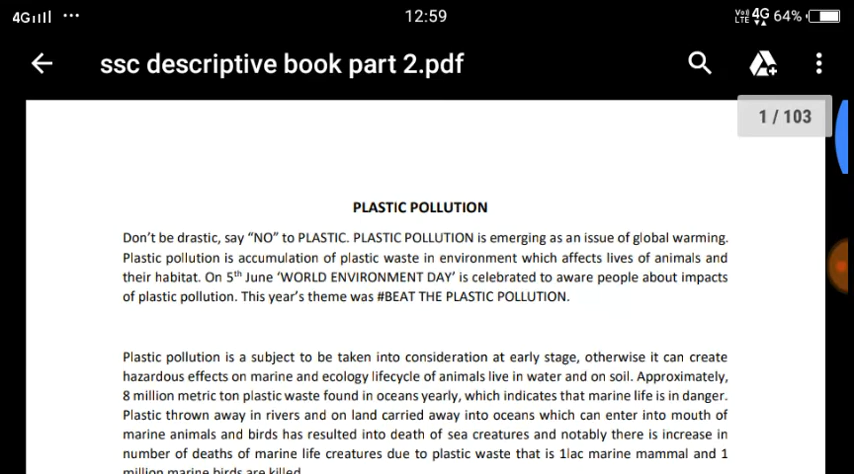 4G ••• 12:59 VoLTE 4G 64%
ssc descriptive book part 2.pdf
1 / 103
PLASTIC POLLUTION
Don't be drastic, say “NO” to PLASTIC. PLASTIC POLLUTION is emerging as an issue of global warming.
Plastic pollution is accumulation of plastic waste in environment which affects lives of animals and
their habitat. On 5th June ‘WORLD ENVIRONMENT DAY’ is celebrated to aware people about impacts
of plastic pollution. This year’s theme was #BEAT THE PLASTIC POLLUTION.
Plastic pollution is a subject to be taken into consideration at early stage, otherwise it can create
hazardous effects on marine and ecology lifecycle of animals live in water and on soil. Approximately,
8 million metric ton plastic waste found in oceans yearly, which indicates that marine life is in danger.
Plastic thrown away in rivers and on land carried away into oceans which can enter into mouth of
marine animals and birds has resulted into death of sea creatures and notably there is increase in
number of deaths of marine life creatures due to plastic waste that is 1lac marine mammal and 1
million marine birds are killed.